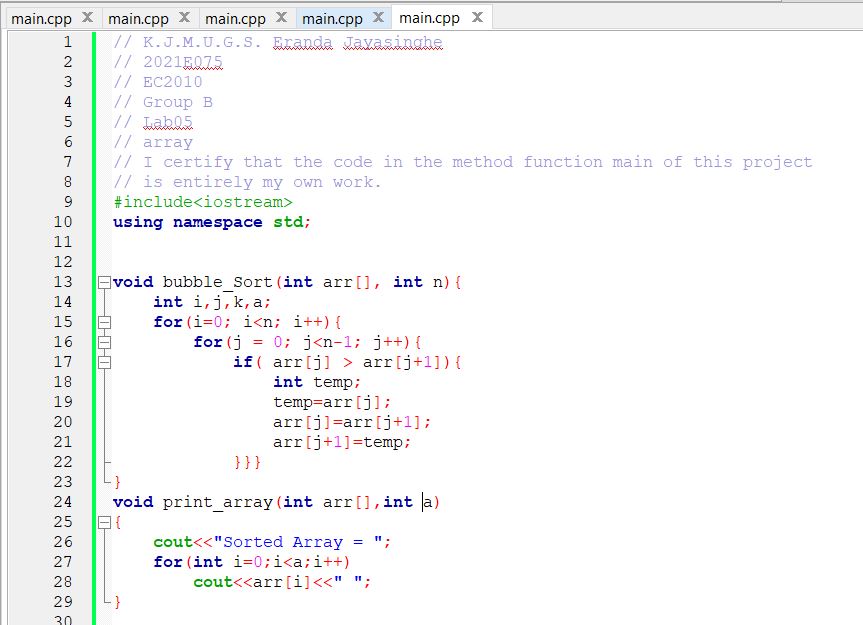 main.cpp X main.cpp X main.cpp X main.cpp X main.cpp X
1 // K.J.M.U.G.S. Eranda Jayasinghe
2 // 2021E075
3 // EC2010
4 // Group B
5 // Lab05
6 // array
7 // I certify that the code in the method function main of this project
8 // is entirely my own work.
9 #include<iostream>
10 using namespace std;
11
12
13 void bubble_Sort(int arr[], int n){
14 int i,j,k,a;
15 for(i=0; i<n; i++){
16 for(j = 0; j<n-1; j++){
17 if( arr[j] > arr[j+1]){
18 int temp;
19 temp=arr[j];
20 arr[j]=arr[j+1];
21 arr[j+1]=temp;
22 }}}
23 }
24 void print_array(int arr[],int a)
25 {
26 cout<<"Sorted Array = ";
27 for(int i=0;i<a;i++)
28 cout<<arr[i]<<" ";
29 }
30